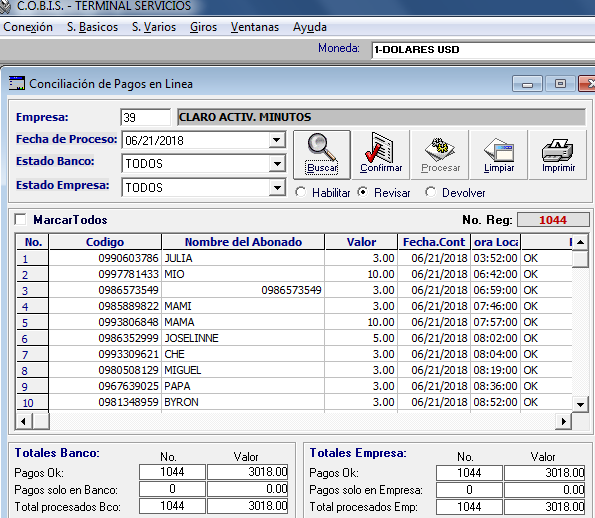 C.O.B.I.S. - TERMINAL SERVICIOS
Conexión S. Basicos S. Varios Giros Ventanas Ayuda
Moneda: 1-DOLARES USD
Conciliación de Pagos en Linea
Empresa: 39 CLARO ACTIV. MINUTOS
Fecha de Proceso: 06/21/2018
Estado Banco: TODOS
Estado Empresa: TODOS
Buscar Confirmar Procesar Limpiar Imprimir
Habilitar Revisar Devolver
MarcarTodos No. Reg: 1044
No. Codigo Nombre del Abonado Valor Fecha.Cont ora Loca
1 0990603786 JULIA 3.00 06/21/2018 03:52:00 OK
2 0997781433 MIO 10.00 06/21/2018 06:42:00 OK
3 0986573549 0986573549 3.00 06/21/2018 06:59:00 OK
4 0985889822 MAMI 3.00 06/21/2018 07:46:00 OK
5 0993806848 MAMA 10.00 06/21/2018 07:57:00 OK
6 0986352999 JOSELINNE 5.00 06/21/2018 08:02:00 OK
7 0993309621 CHE 3.00 06/21/2018 08:04:00 OK
8 0980508129 MIGUEL 3.00 06/21/2018 08:19:00 OK
9 0967639025 PAPA 3.00 06/21/2018 08:36:00 OK
10 0981348959 BYRON 3.00 06/21/2018 08:52:00 OK
Totales Banco: No. Valor
Pagos Ok: 1044 3018.00
Pagos solo en Banco: 0 0.00
Total procesados Bco: 1044 3018.00
Totales Empresa: No. Valor
Pagos Ok: 1044 3018.00
Pagos solo en Empresa: 0 0.00
Total procesados Emp: 1044 3018.00